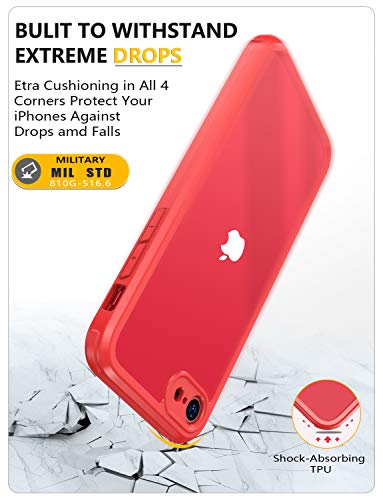 BULIT TO WITHSTAND
EXTREME DROPS
Etra Cushioning in All 4
Corners Protect Your
iPhones Against
Drops amd Falls
MILITARY
MIL STD
810G-516.6
Shock-Absorbing
TPU